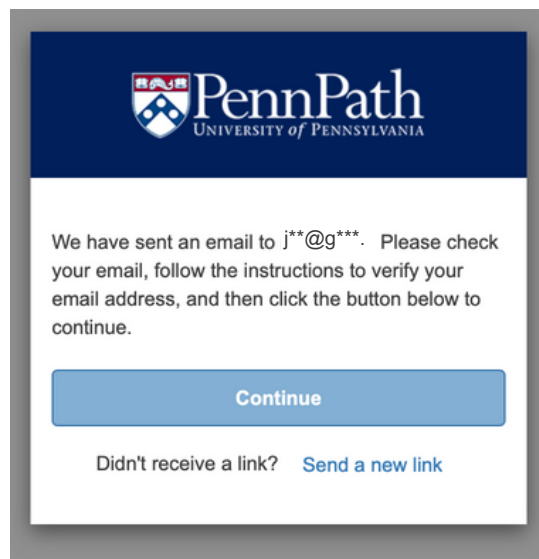 PennPath
UNIVERSITY of PENNSYLVANIA
We have sent an email to j**@g***. Please check
your email, follow the instructions to verify your
email address, and then click the button below to
continue.
Continue
Didn't receive a link? Send a new link